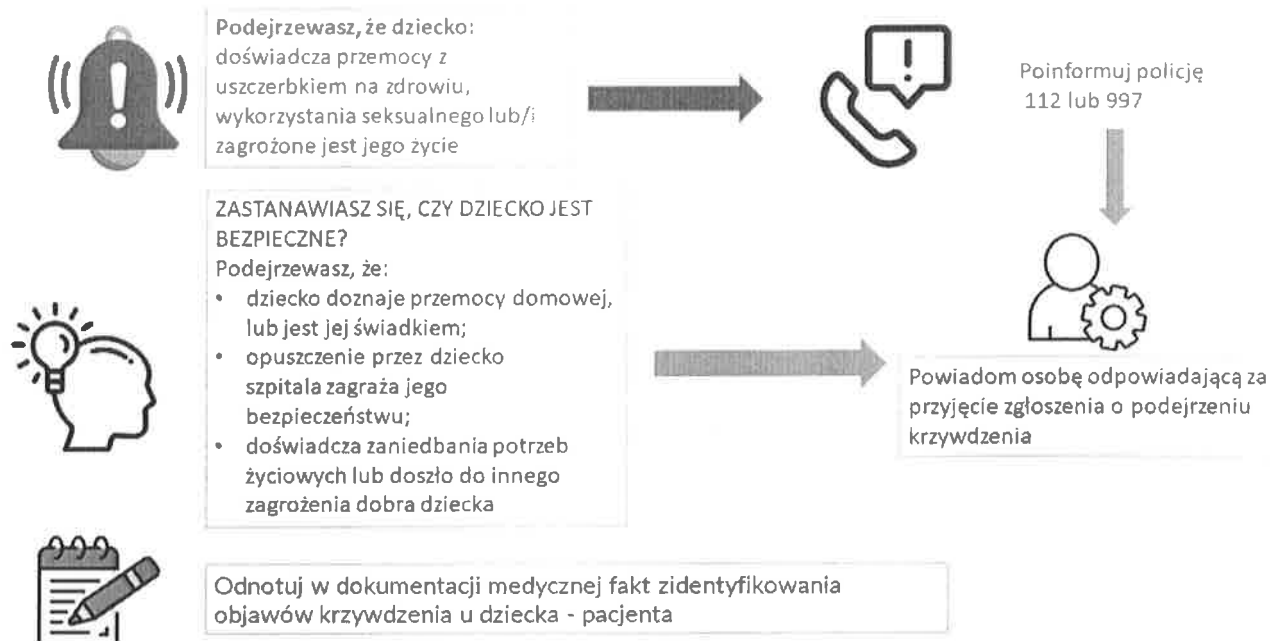 Podejrzewasz, że dziecko:
doświadcza przemocy z
uszczerbkiem na zdrowiu,
wykorzystania seksualnego lub/i
zagrożone jest jego życie
Poinformuj policję
112 lub 997
ZASTANAWIASZ SIĘ, CZY DZIECKO JEST
BEZPIECZNE?
Podejrzewasz, że:
• dziecko doznaje przemocy domowej,
lub jest jej świadkiem;
• opuszczenie przez dziecko
szpitala zagraża jego
bezpieczeństwu;
• doświadcza zaniedbania potrzeb
życiowych lub doszło do innego
zagrożenia dobra dziecka
Powiadom osobę odpowiadającą za
przyjęcie zgłoszenia o podejrzeniu
krzywdzenia
Odnotuj w dokumentacji medycznej fakt zidentyfikowania
objawów krzywdzenia u dziecka - pacjenta